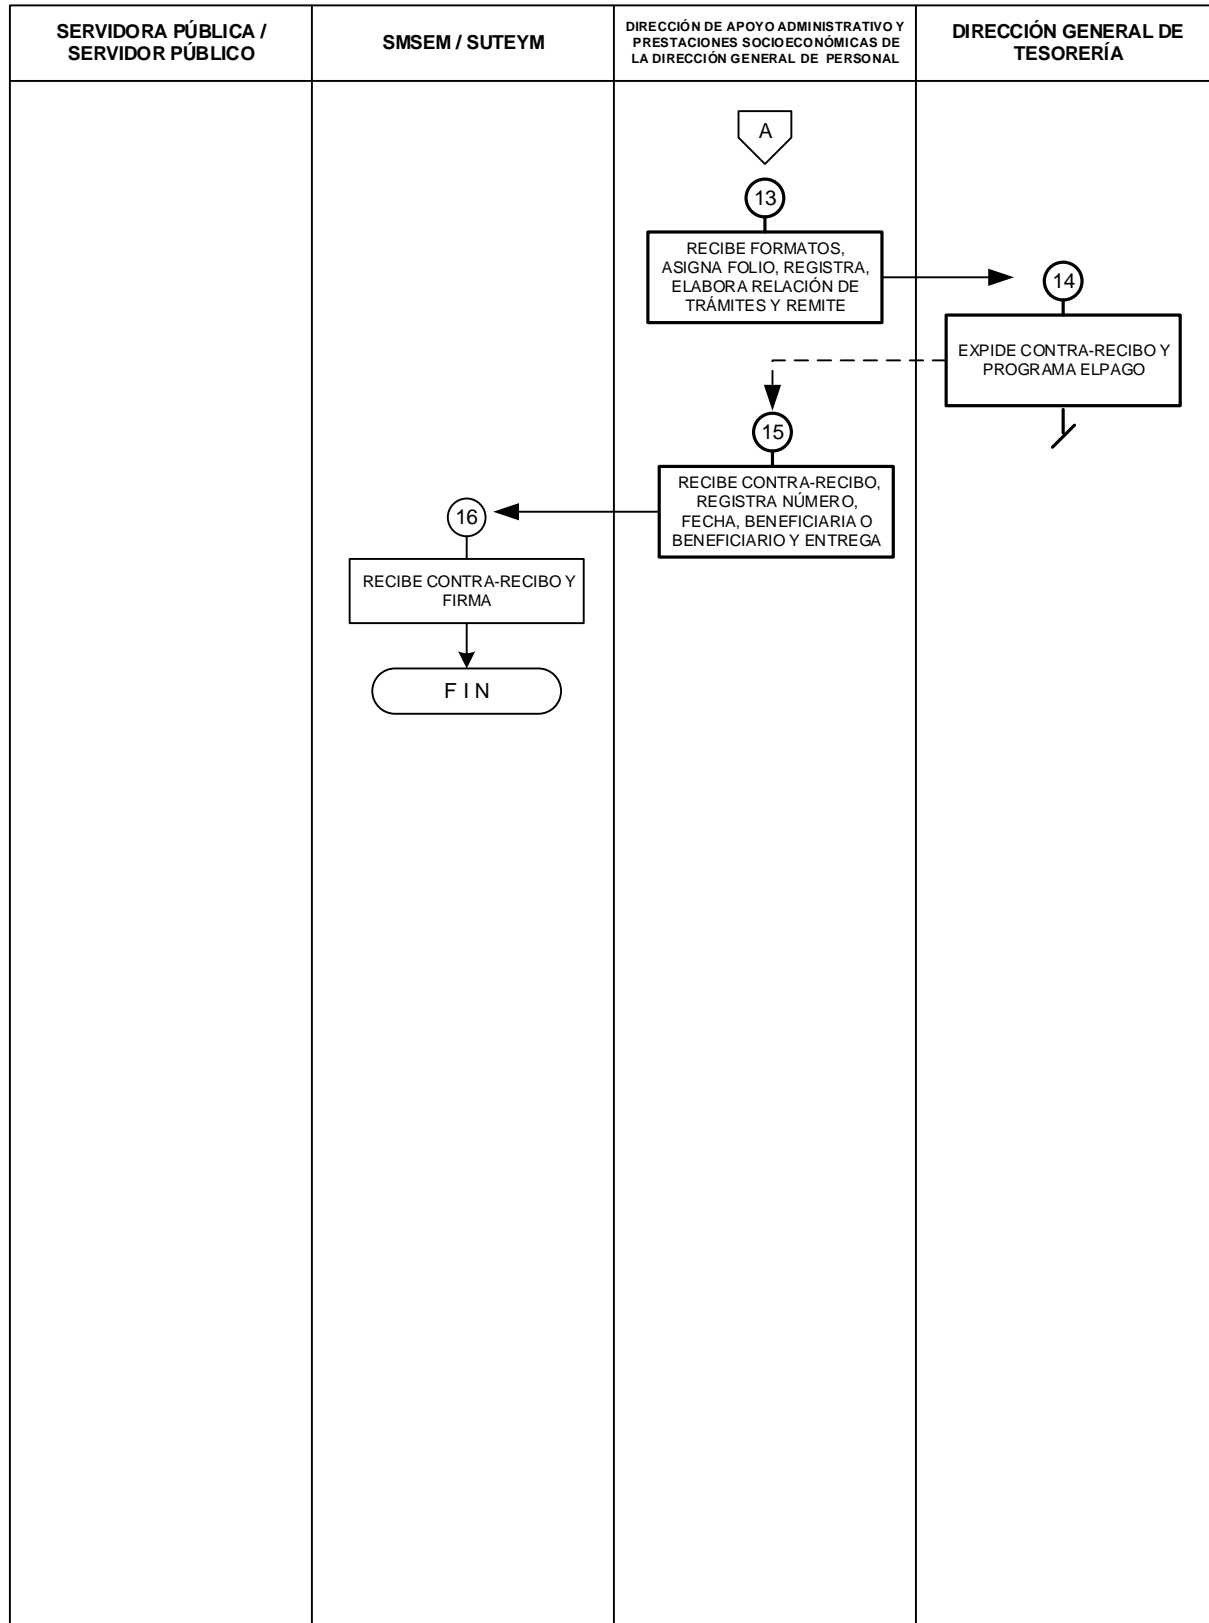 SERVIDORA PÚBLICA /
SERVIDOR PÚBLICO
SMSEM / SUTEYM
DIRECCIÓN DE APOYO ADMINISTRATIVO Y
PRESTACIONES SOCIOECONÓMICAS DE
LA DIRECCIÓN GENERAL DE PERSONAL
DIRECCIÓN GENERAL DE
TESORERÍA
A
13
RECIBE FORMATOS,
ASIGNA FOLIO, REGISTRA,
ELABORA RELACIÓN DE
TRÁMITES Y REMITE
14
EXPIDE CONTRA-RECIBO Y
PROGRAMA ELPAGO
15
RECIBE CONTRA-RECIBO,
REGISTRA NÚMERO,
FECHA, BENEFICIARIA O
BENEFICIARIO Y ENTREGA
16
RECIBE CONTRA-RECIBO Y
FIRMA
F I N